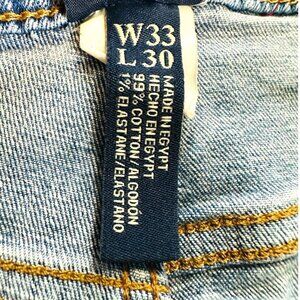 W33
L30
MADE IN EGYPT
HECHO EN EGYPT
99% COTTON/ALGODÓN
1% ELASTANE/ELASTANO